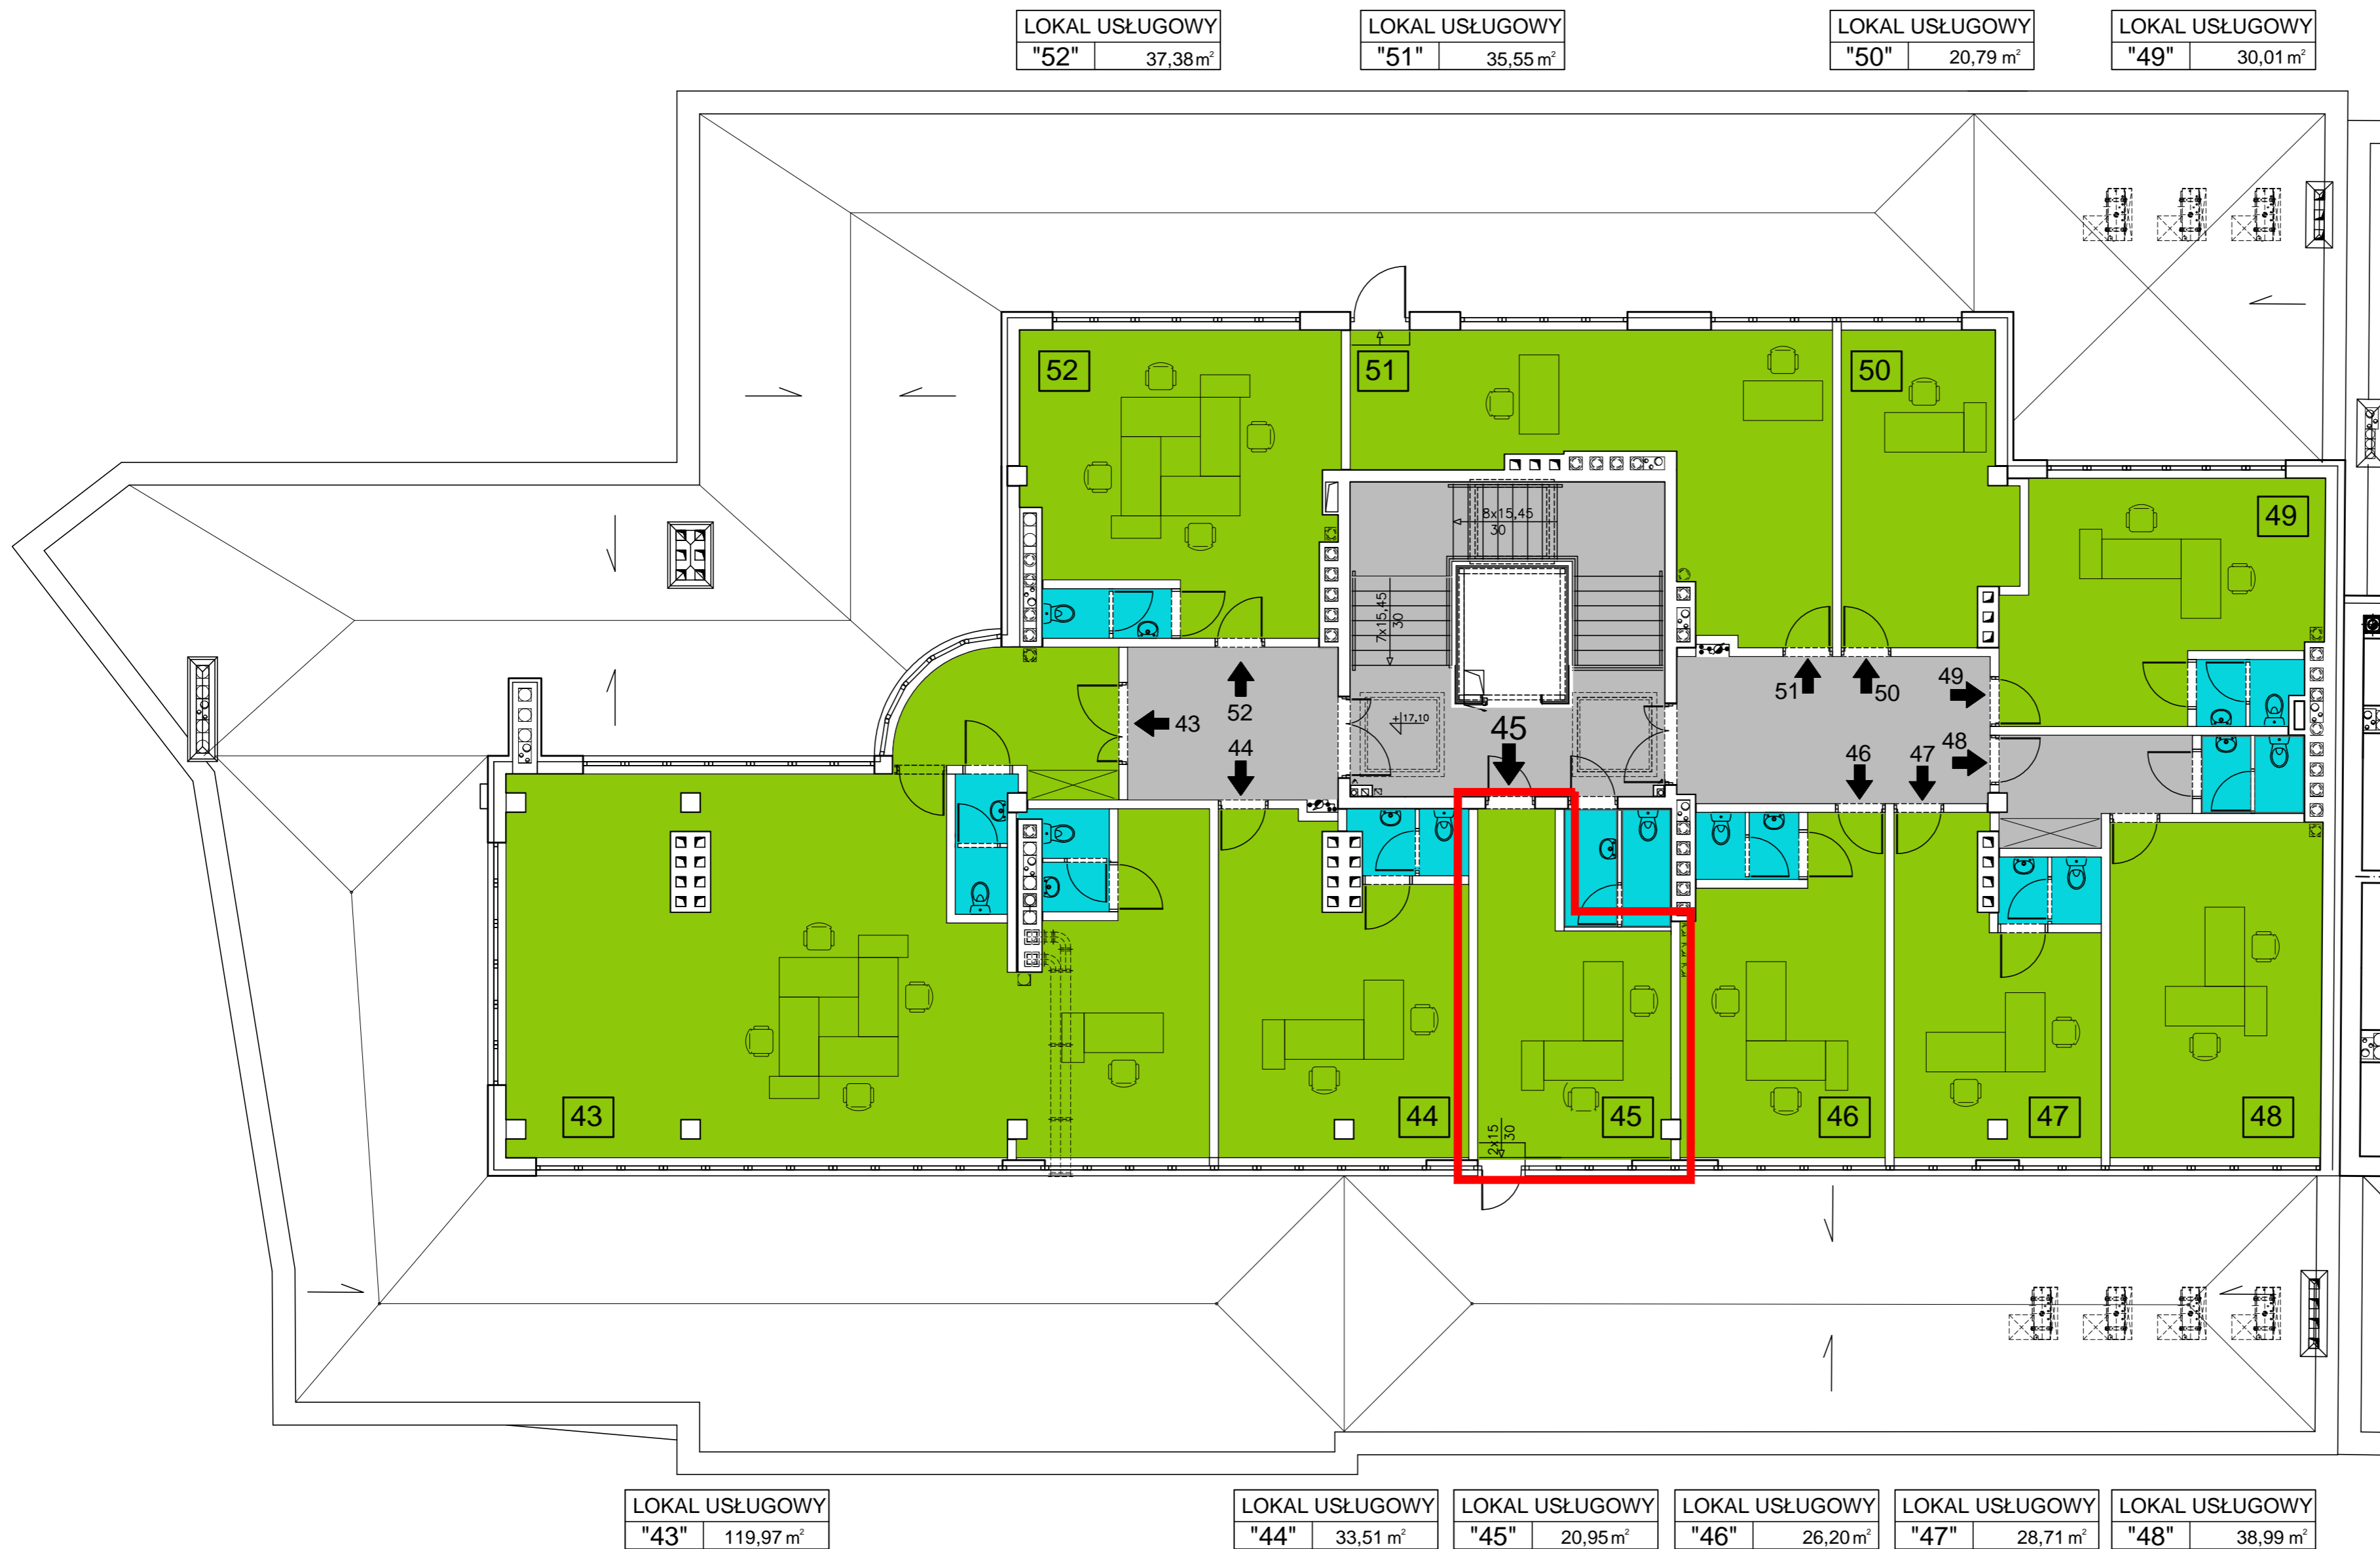 LOKAL USŁUGOWY
"52" 37,38 m²
LOKAL USŁUGOWY
"51" 35,55 m²
LOKAL USŁUGOWY
"50" 20,79 m²
LOKAL USŁUGOWY
"49" 30,01 m²
52
51
50
49
8x15,45
30
7x15,45
30
+17,10
43
52
44
45
51
50
49
48
46
47
43
44
45
46
47
48
2x15
30
LOKAL USŁUGOWY
"43" 119,97 m²
LOKAL USŁUGOWY
"44" 33,51 m²
LOKAL USŁUGOWY
"45" 20,95 m²
LOKAL USŁUGOWY
"46" 26,20 m²
LOKAL USŁUGOWY
"47" 28,71 m²
LOKAL USŁUGOWY
"48" 38,99 m²